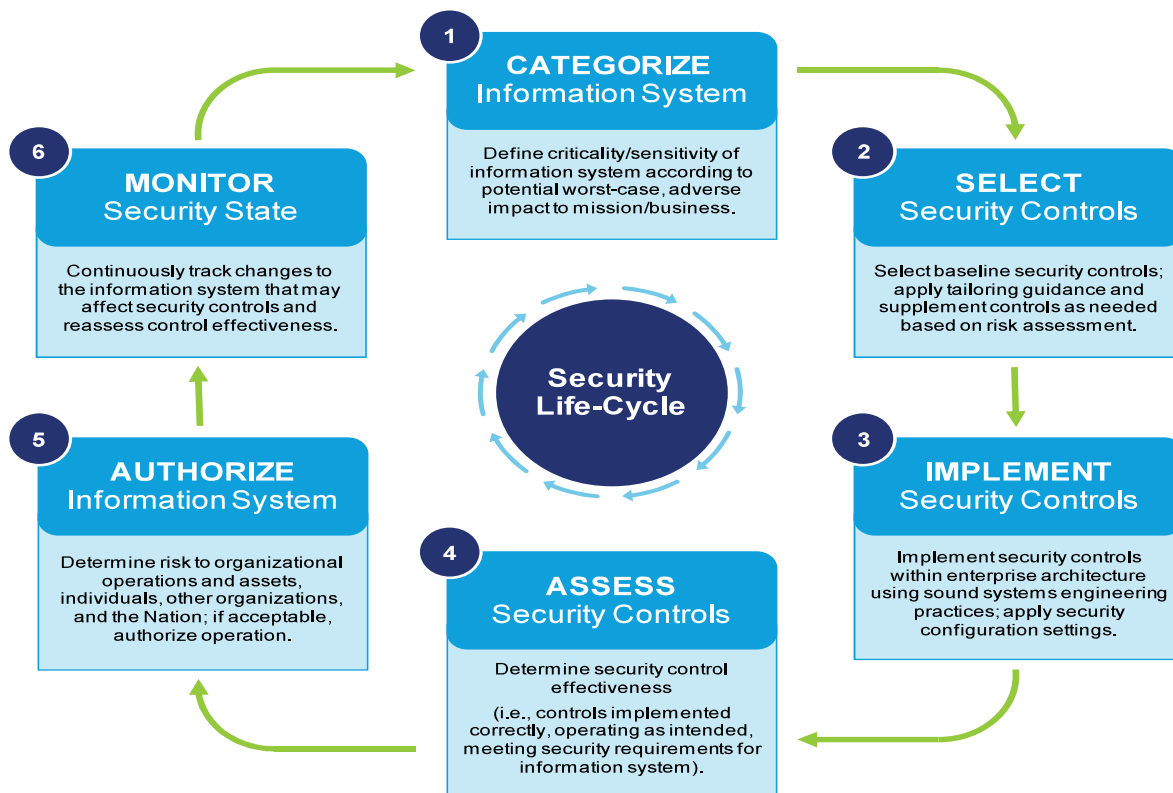 1
CATEGORIZE
Information System
Define criticality/sensitivity of
information system according to
potential worst-case, adverse
impact to mission/business.
2
SELECT
Security Controls
Select baseline security controls;
apply tailoring guidance and
supplement controls as needed
based on risk assessment.
3
IMPLEMENT
Security Controls
Implement security controls
within enterprise architecture
using sound systems engineering
practices; apply security
configuration settings.
4
ASSESS
Security Controls
Determine security control
effectiveness
(i.e., controls implemented
correctly, operating as intended,
meeting security requirements for
information system).
5
AUTHORIZE
Information System
Determine risk to organizational
operations and assets,
individuals, other organizations,
and the Nation; if acceptable,
authorize operation.
6
MONITOR
Security State
Continuously track changes to
the information system that may
affect security controls and
reassess control effectiveness.
Security
Life-Cycle